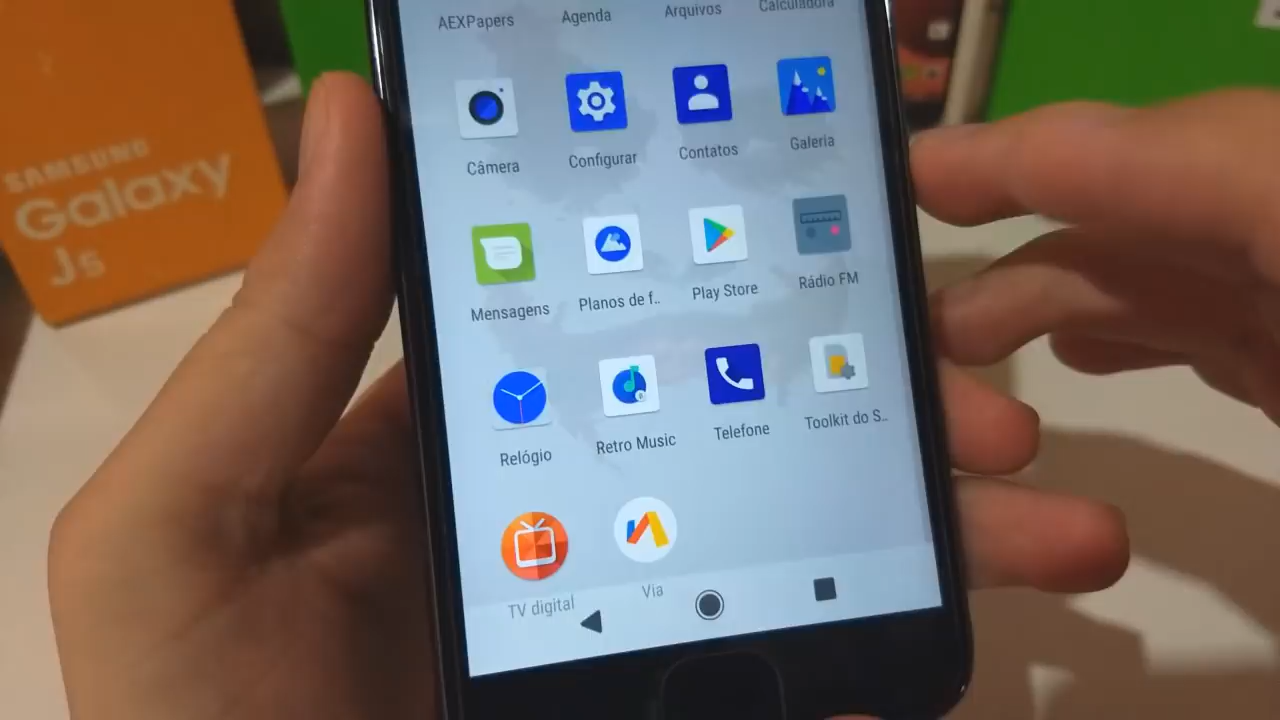 AEXPapers
Agenda
Arquivos
Calculadora
Câmera
Configurar
Contatos
Galeria
Mensagens
Planos de f..
Play Store
Rádio FM
Relógio
Retro Music
Telefone
Toolkit do S..
TV digital
Via
SAMSUNG
Galaxy
J5